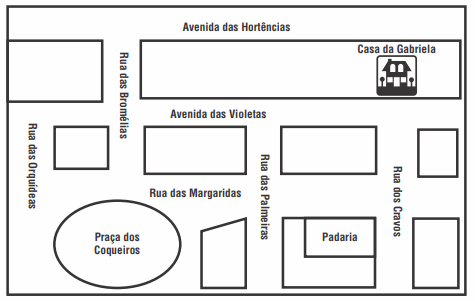 Avenida das Hortências
Casa da Gabriela
Rua das Bromélias
Avenida das Violetas
Rua das Orquídeas
Rua das Margaridas
Rua das Palmeiras
Rua dos Cravos
Praça dos
Coqueiros
Padaria